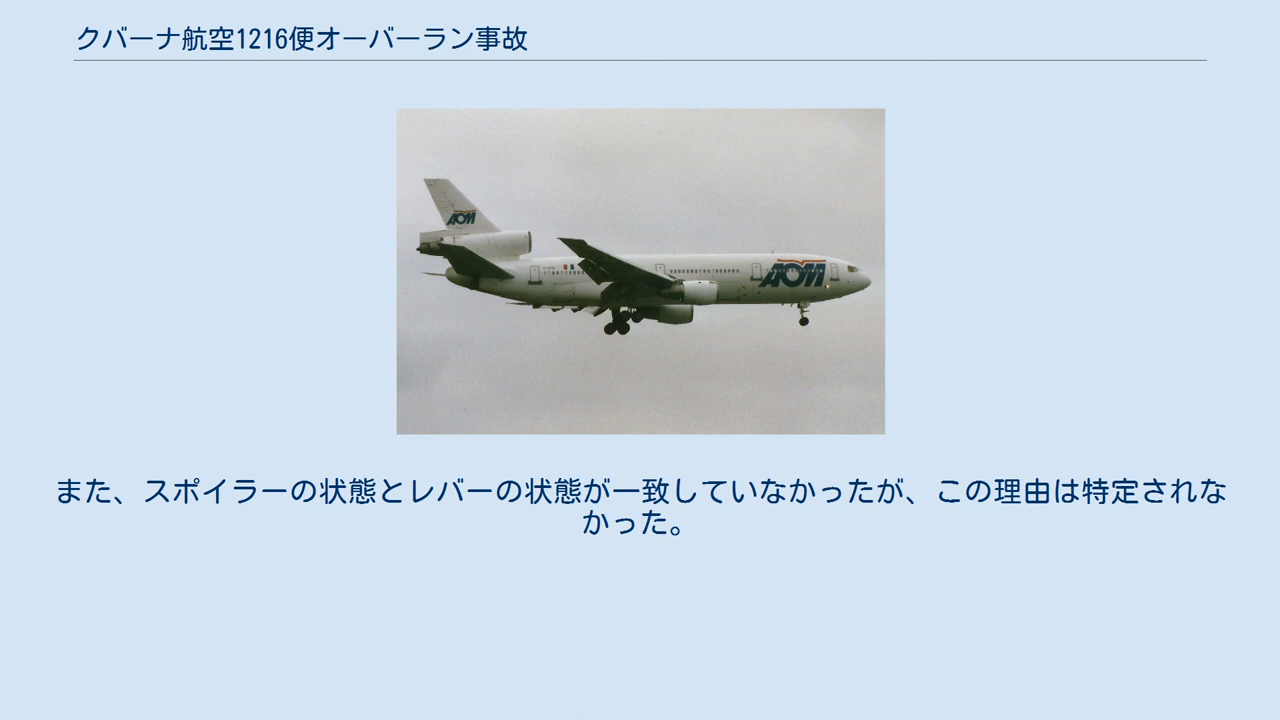 クバーナ航空1216便オーバーラン事故
AOM
AOM
また、スポイラーの状態とレバーの状態が一致していなかったが、この理由は特定されな
かった。